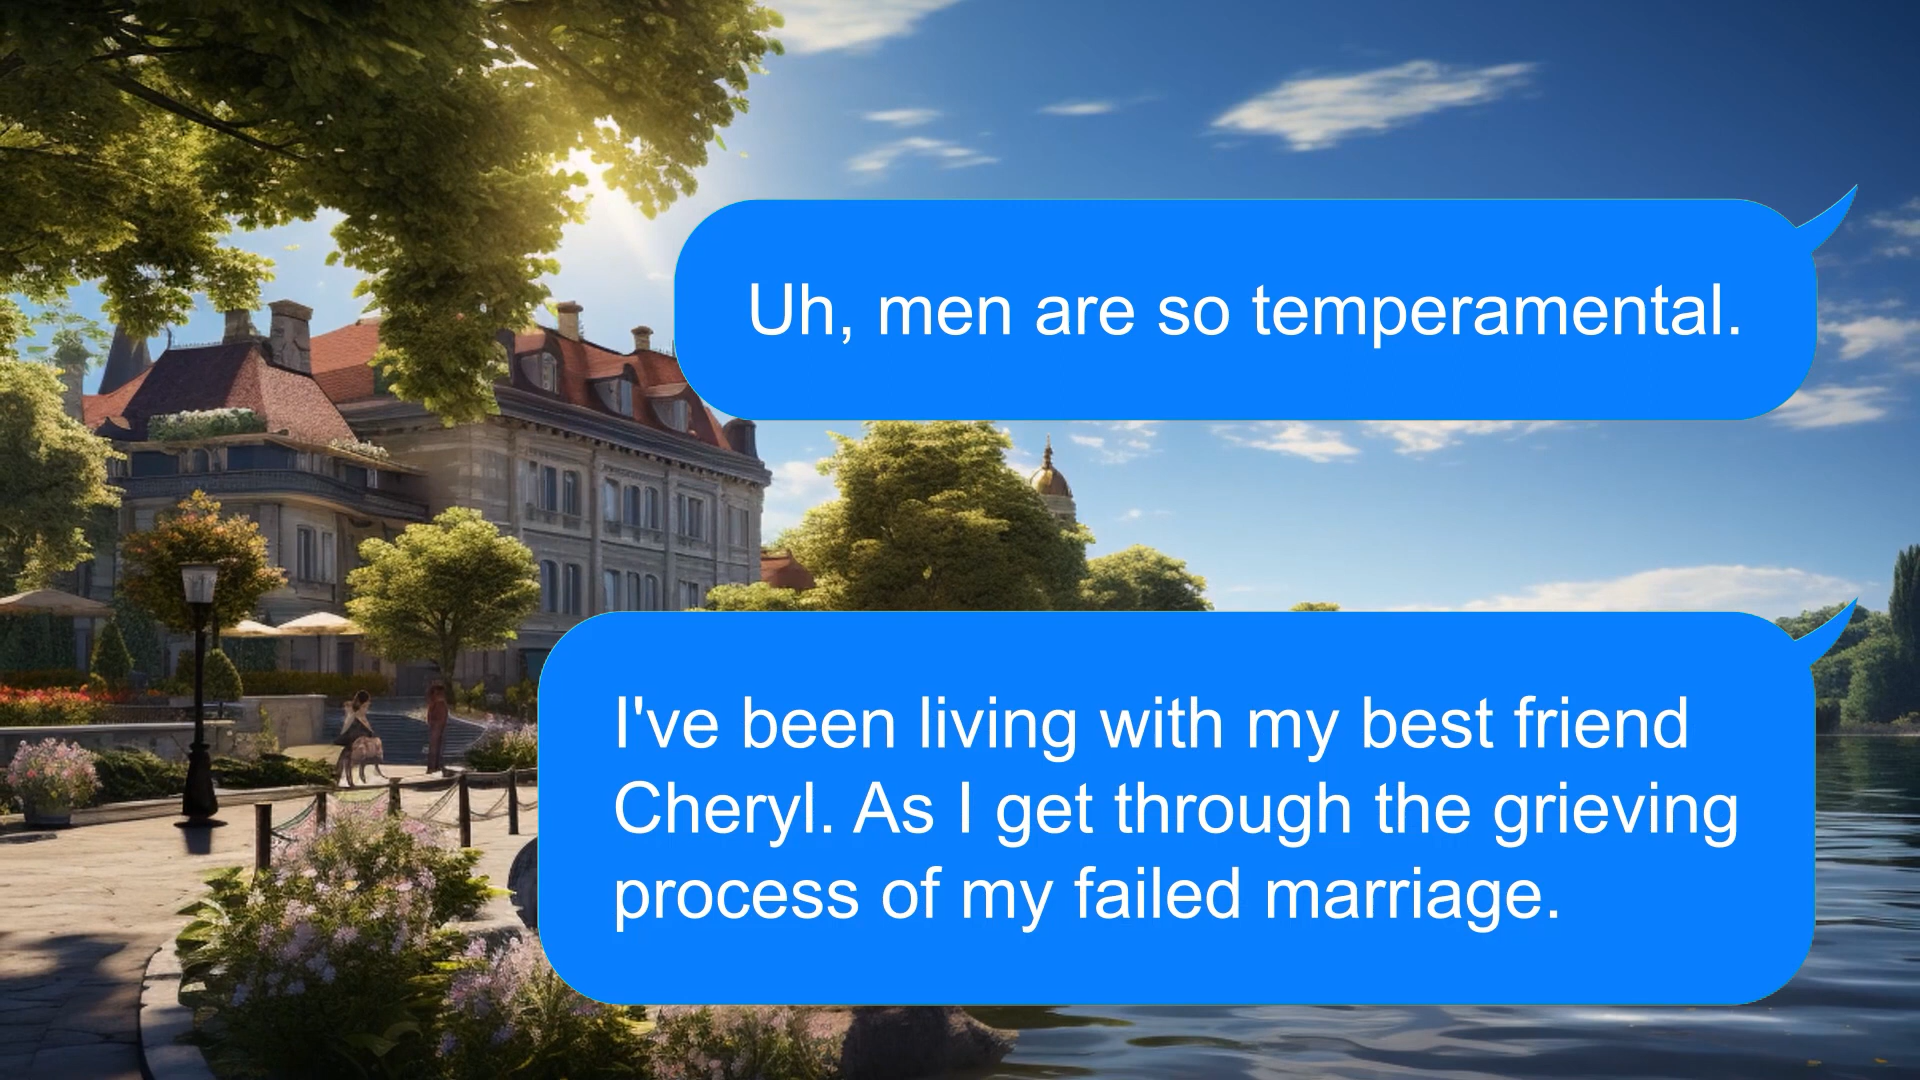 Uh, men are so temperamental.
I've been living with my best friend
Cheryl. As I get through the grieving
process of my failed marriage.